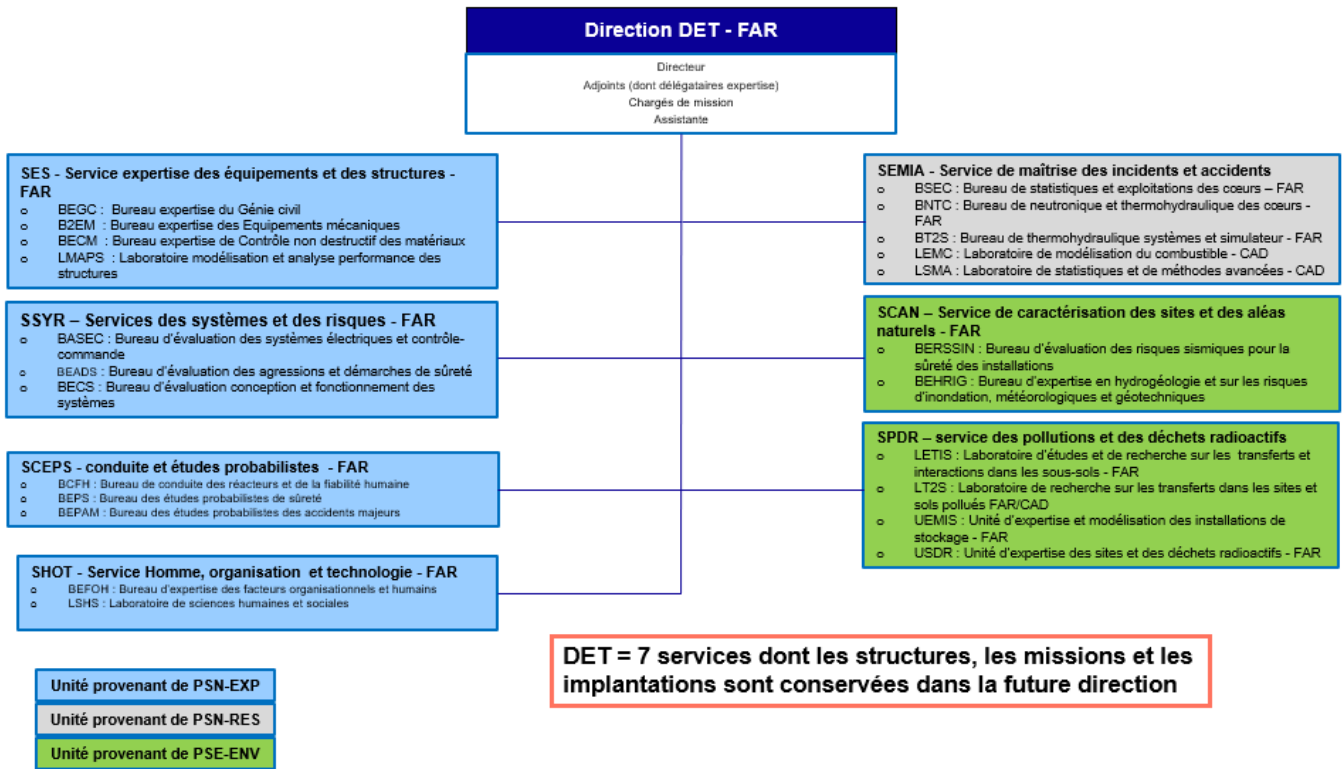 Direction DET - FAR
Directeur
Adjoints (dont délégataires expertise)
Chargés de mission
Assistante
SES - Service expertise des équipements et des structures -
FAR
o BEGC : Bureau expertise du Génie civil
o B2EM : Bureau expertise des Equipements mécaniques
o BECM : Bureau expertise de Contrôle non destructif des matériaux
o LMAPS : Laboratoire modélisation et analyse performance des
structures
SSYR – Services des systèmes et des risques - FAR
o BASEC : Bureau d'évaluation des systèmes électriques et contrôle-
commande
o BEADS : Bureau d'évaluation des agressions et démarches de sûreté
o BECS : Bureau d'évaluation conception et fonctionnement des
systèmes
SCEPS - conduite et études probabilistes - FAR
o BCFH : Bureau de conduite des réacteurs et de la fiabilité humaine
o BEPS : Bureau des études probabilistes de sûreté
o BEPAM : Bureau des études probabilistes des accidents majeurs
SHOT - Service Homme, organisation et technologie - FAR
o BEFOH : Bureau d'expertise des facteurs organisationnels et humains
o LSHS : Laboratoire de sciences humaines et sociales
SEMIA - Service de maîtrise des incidents et accidents
o BSEC : Bureau de statistiques et exploitations des cœurs – FAR
o BNTC : Bureau de neutronique et thermohydraulique des cœurs -
FAR
o BT2S : Bureau de thermohydraulique systèmes et simulateur - FAR
o LEMC : Laboratoire de modélisation du combustible - CAD
o LSMA : Laboratoire de statistiques et de méthodes avancées - CAD
SCAN – Service de caractérisation des sites et des aléas
naturels - FAR
o BERSSIN : Bureau d'évaluation des risques sismiques pour la
sûreté des installations
o BEHRIG : Bureau d'expertise en hydrogéologie et sur les risques
d'inondation, météorologiques et géotechniques
SPDR – service des pollutions et des déchets radioactifs
o LETIS : Laboratoire d'études et de recherche sur les transferts et
interactions dans les sous-sols - FAR
o LT2S : Laboratoire de recherche sur les transferts dans les sites et
sols pollués FAR/CAD
o UEMIS : Unité d'expertise et modélisation des installations de
stockage - FAR
o USDR : Unité d'expertise des sites et des déchets radioactifs - FAR
DET = 7 services dont les structures, les missions et les
implantations sont conservées dans la future direction
Unité provenant de PSN-EXP
Unité provenant de PSN-RES
Unité provenant de PSE-ENV